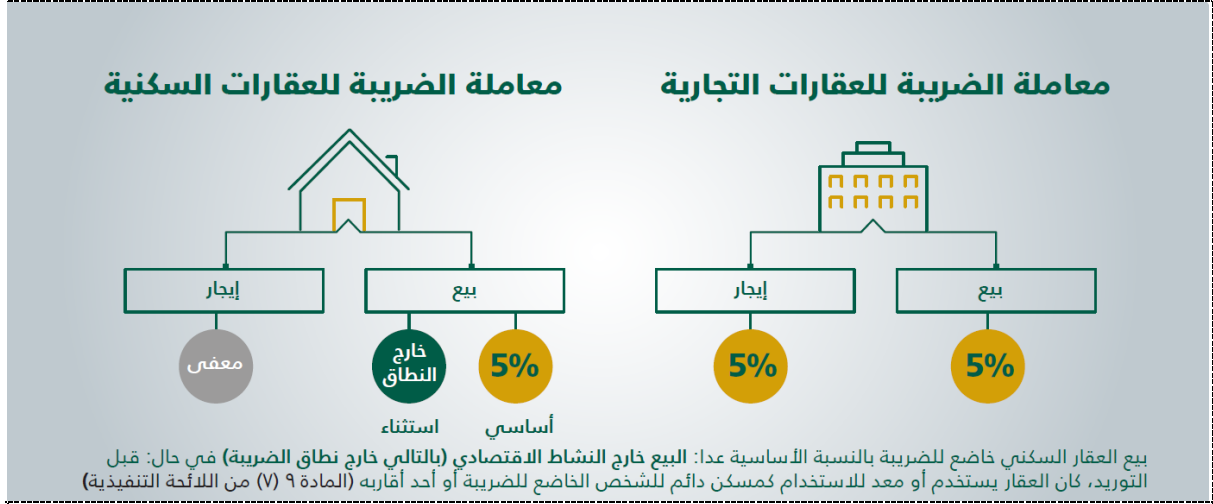 معاملة الضريبة للعقارات التجارية
معاملة الضريبة للعقارات السكنية
بيع
إيجار
بيع
إيجار
5%
5%
5%
خارج
النطاق
معفى
أساسي
استثناء
بيع العقار السكني خاضع للضريبة بالنسبة الأساسية عدا: البيع خارج النشاط الاقتصادي (بالتالي خارج نطاق الضريبة) في حال: قبل
التوريد، كان العقار يستخدم أو معد للاستخدام كمسكن دائم للشخص الخاضع للضريبة أو أحد أقاربه (المادة ٩ (٧) من اللائحة التنفيذية)